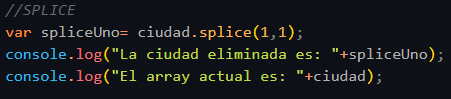 //SPLICE
var spliceUno= ciudad.splice(1,1);
console.log("La ciudad eliminada es: "+spliceUno);
console.log("El array actual es: "+ciudad);